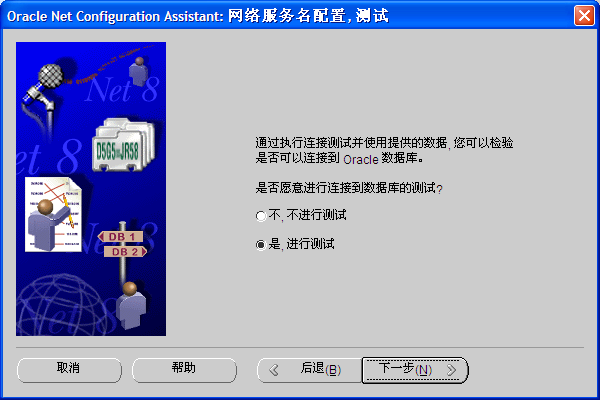 Oracle Net Configuration Assistant: 网络服务名配置, 测试
Net 8
D5G5=JR58
et 8
DB 1
DB 2
Net 8
通过执行连接测试并使用提供的数据, 您可以检验
是否可以连接到 Oracle 数据库。
是否愿意进行连接到数据库的测试?
不, 不进行测试
是, 进行测试
取消
帮助
后退(B)
下一步(N)